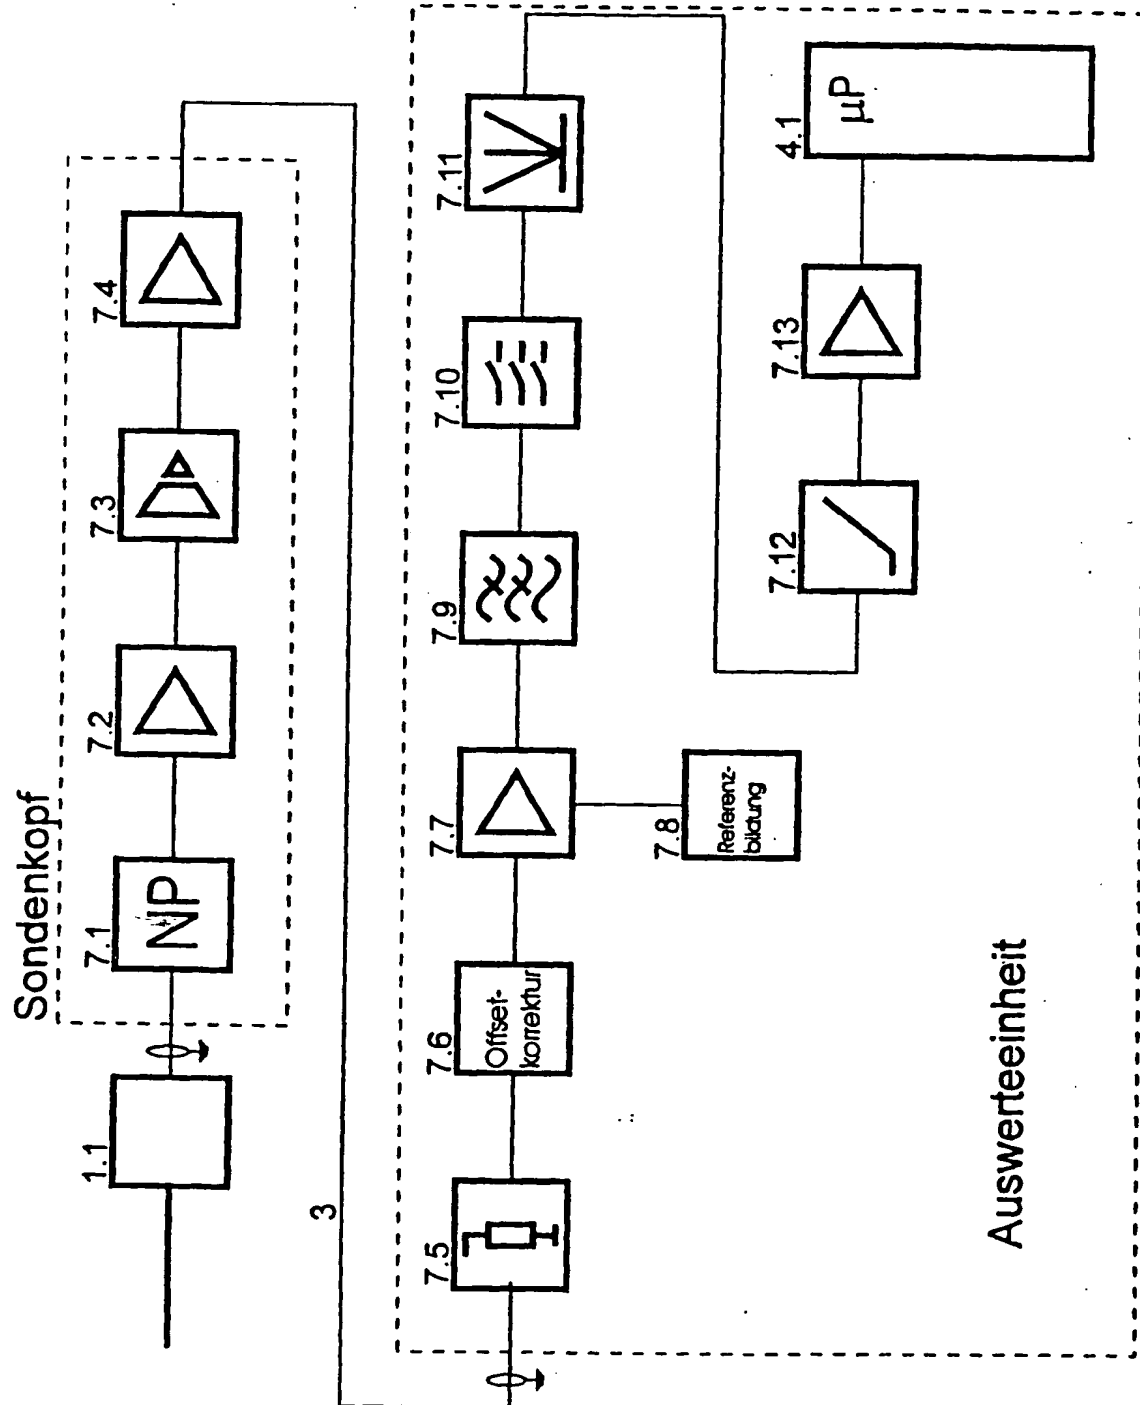 Sondenkopf
1.1
7.1
NP
7.2
7.3
7.4
3
7.5
7.6
Offset-
korrektur
7.7
7.8
Referenz-
bildung
7.9
7.10
7.11
7.12
7.13
4.1
µP
Auswerteeinheit